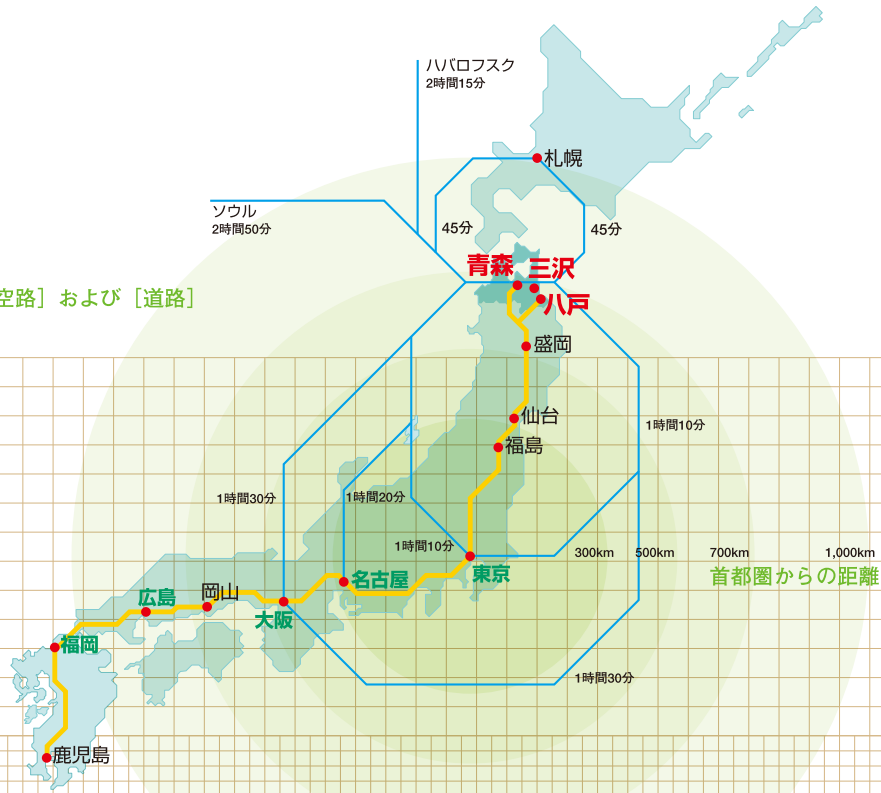 ハバロフスク
2時間15分
札幌
ソウル
2時間50分
45分
45分
青森
三沢
八戸
空路］および［道路］
盛岡
仙台
1時間10分
福島
1時間30分
1時間20分
1時間10分
300km
500km
700km
1,000km
首都圏からの距離
東京
名古屋
岡山
広島
大阪
福岡
1時間30分
鹿児島